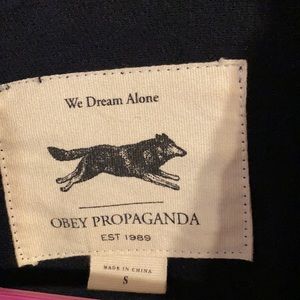 We Dream Alone
OBEY PROPAGANDA
EST 1989
MADE IN CHINA
S